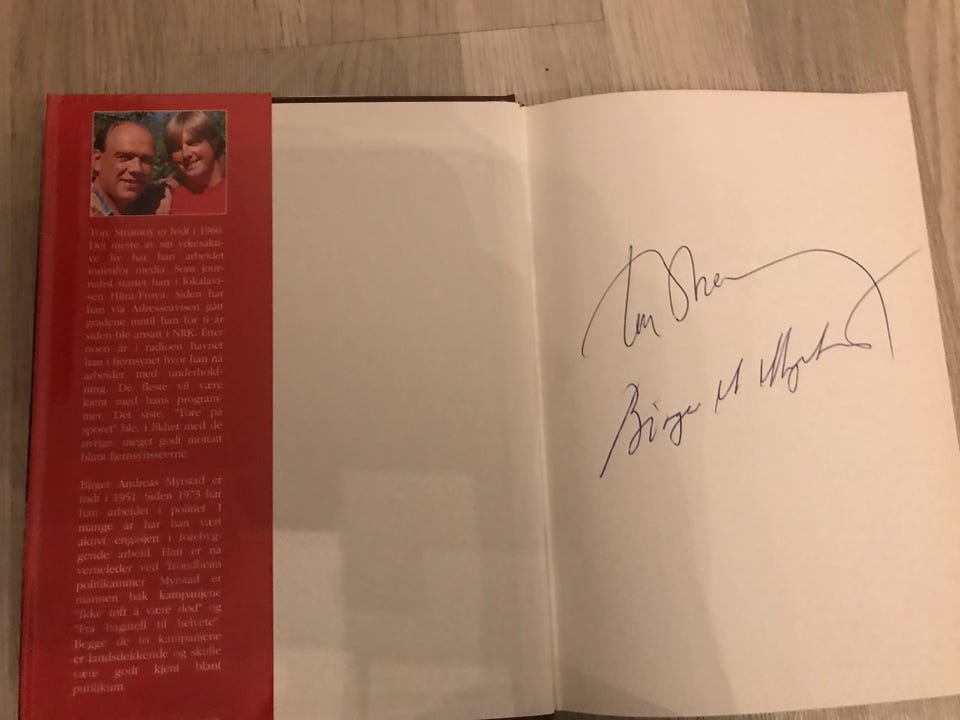 Tore Strømøy er født i 1960.
Det meste av sitt yrkesakti-
ve liv har han arbeidet
innenfor media. Som jour-
nalist startet han i lokalavi-
sen Hitra/Frøya. Siden har
han via Adresseavisen gått
gradene inntil han for ti år
siden ble ansatt i NRK. Etter
noen år i radioen havnet
han i fjernsynet hvor han nå
arbeider med underhold-
ning. De fleste vil være
kjent med hans program-
mer. Det siste, "Tore på
sporet" ble, i likhet med de
øvrige, meget godt mottatt
blant fjernsynsseerne.
Birger Andreas Myrstad er
født i 1951. Siden 1973 har
han arbeidet i politiet. I
mange år har han vært
aktivt engasjert i forebyg-
gende arbeid. Han er nå
verneleder ved Trondheim
politikammer. Myrstad er
mannen bak kampanjene
"Ikke tøft å være død" og
"Fra bagatell til helvete".
Begge de to kampanjene
er landsdekkende og skulle
være godt kjent blant
publikum.
Birger A Myrstad